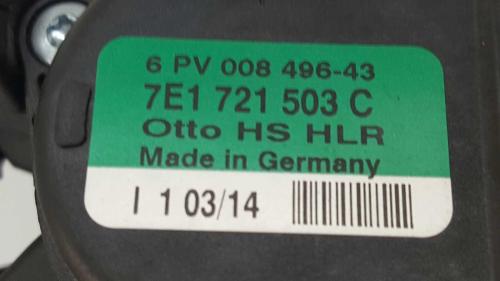 6 PV 008 496-43
7E1 721 503 C
Otto HS HLR
Made in Germany
I 1 03/14